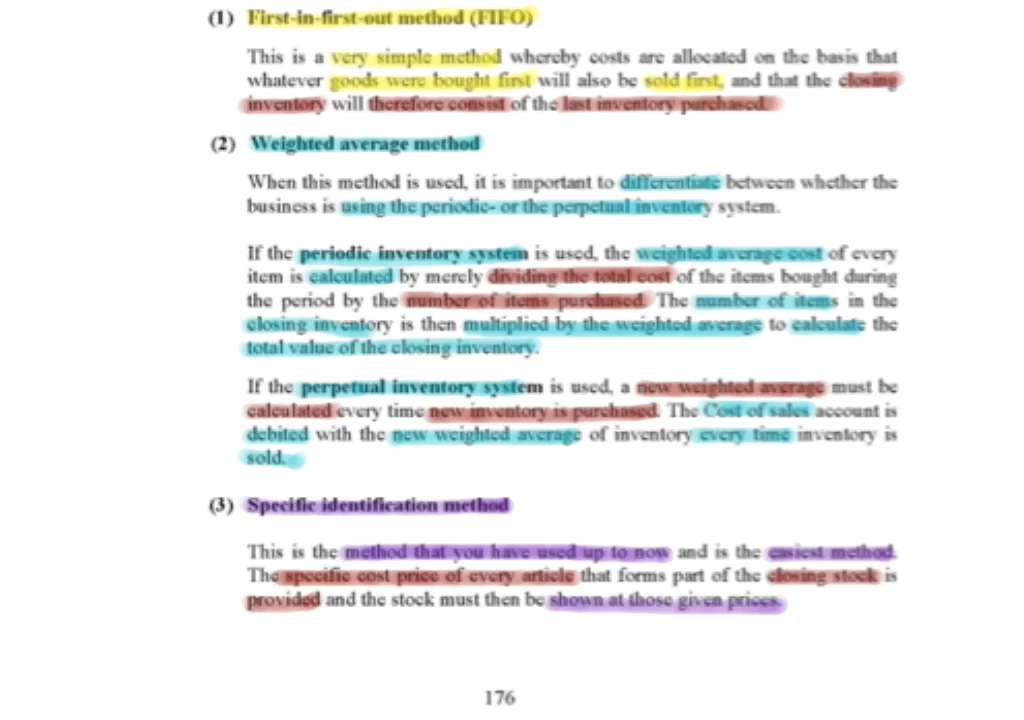 (1) First-in-first-out method (FIFO)
This is a very simple method whereby costs are allocated on the basis that
whatever goods were bought first will also be sold first, and that the closing
inventory will therefore consist of the last inventory purchased.
(2) Weighted average method
When this method is used, it is important to differentiate between whether the
business is using the periodic- or the perpetual inventory system.
If the periodic inventory system is used, the weighted average cost of every
item is calculated by merely dividing the total cost of the items bought during
the period by the number of items purchased. The number of items in the
closing inventory is then multiplied by the weighted average to calculate the
total value of the closing inventory.
If the perpetual inventory system is used, a new weighted average must be
calculated every time new inventory is purchased. The Cost of sales account is
debited with the new weighted average of inventory every time inventory is
sold.
(3) Specific identification method
This is the method that you have used up to now and is the easiest method.
The specific cost price of every article that forms part of the closing stock is
provided and the stock must then be shown at those given prices.
176